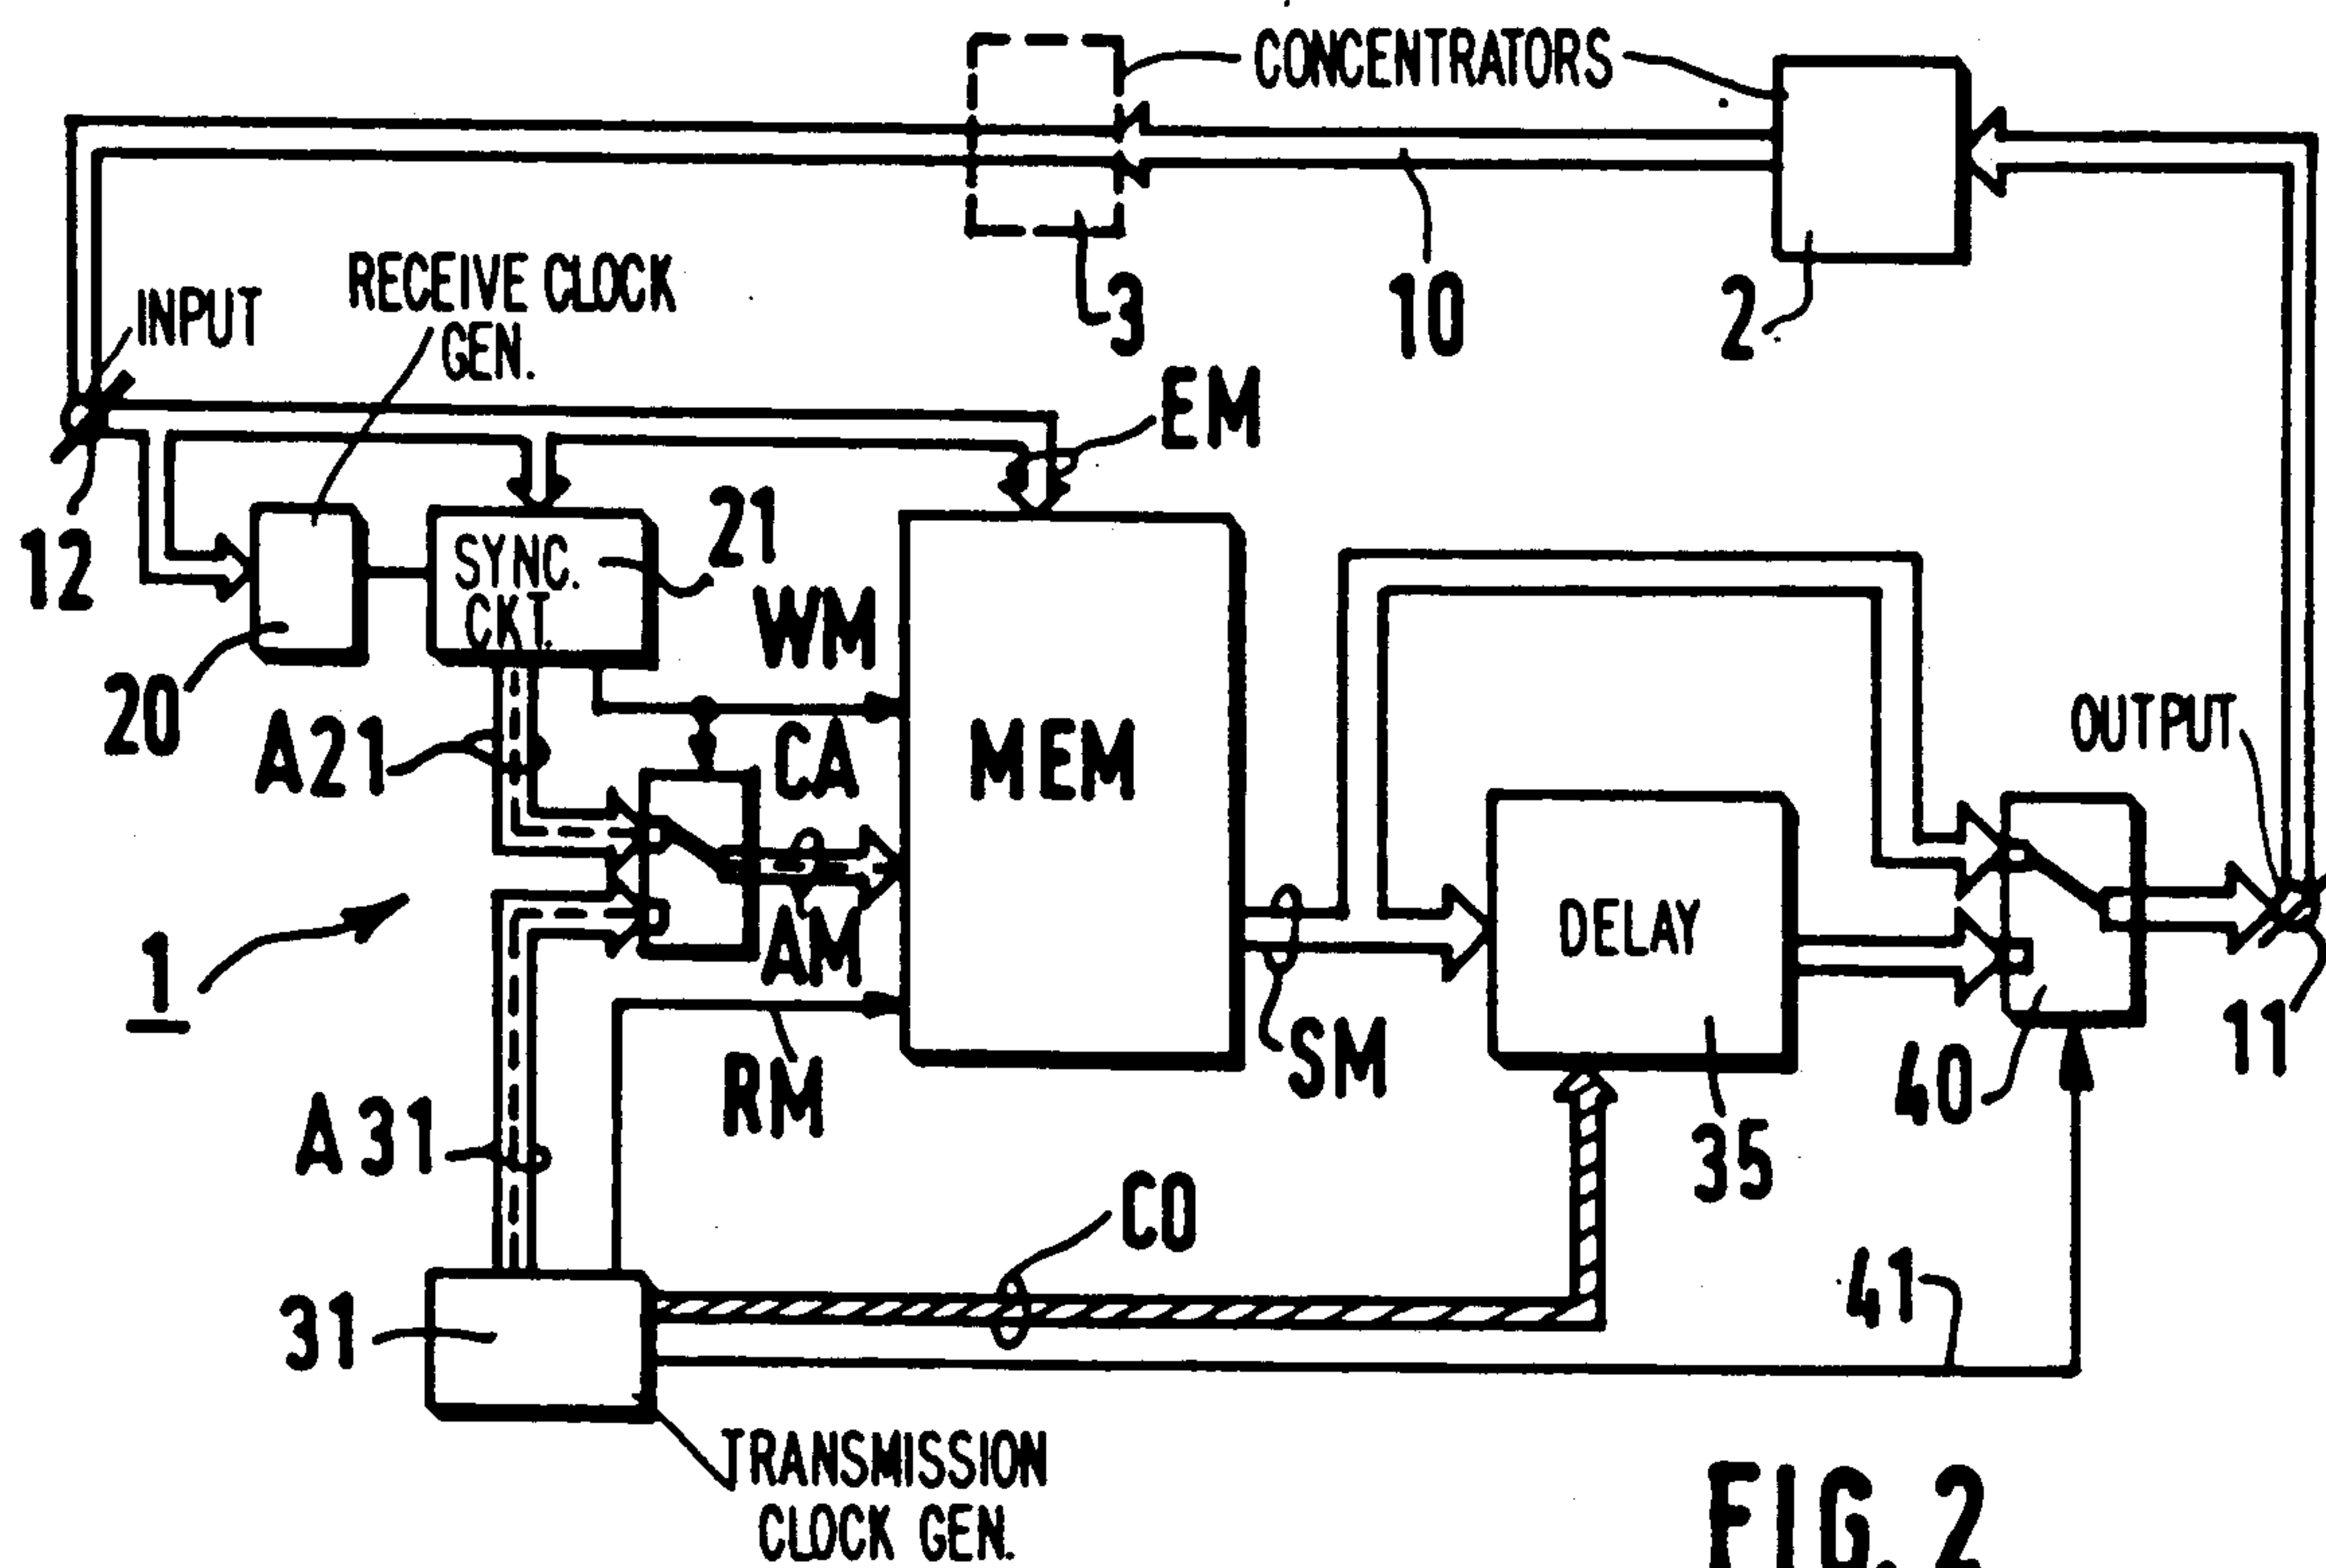 CONCENTRATORS
3
10
2
INPUT
RECEIVE CLOCK
GEN.
EM
12
20
SYNC.
CKT.
21
WM
A21
CA
MEM
AM
1
RM
SM
DELAY
OUTPUT
11
40
35
A31
CO
41
31
TRANSMISSION
CLOCK GEN.
FIG. 2